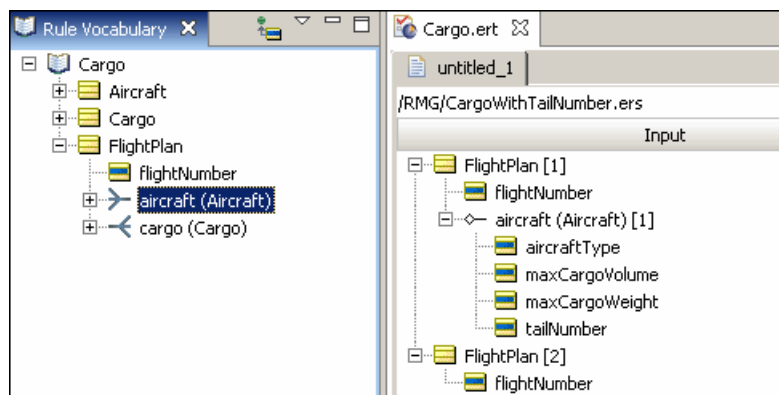 Rule Vocabulary
Cargo
Aircraft
Cargo
FlightPlan
flightNumber
aircraft (Aircraft)
cargo (Cargo)
Cargo.ert
untitled_1
/RMG/CargoWithTailNumber.ers
Input
FlightPlan [1]
flightNumber
aircraft (Aircraft) [1]
aircraftType
maxCargoVolume
maxCargoWeight
tailNumber
FlightPlan [2]
flightNumber